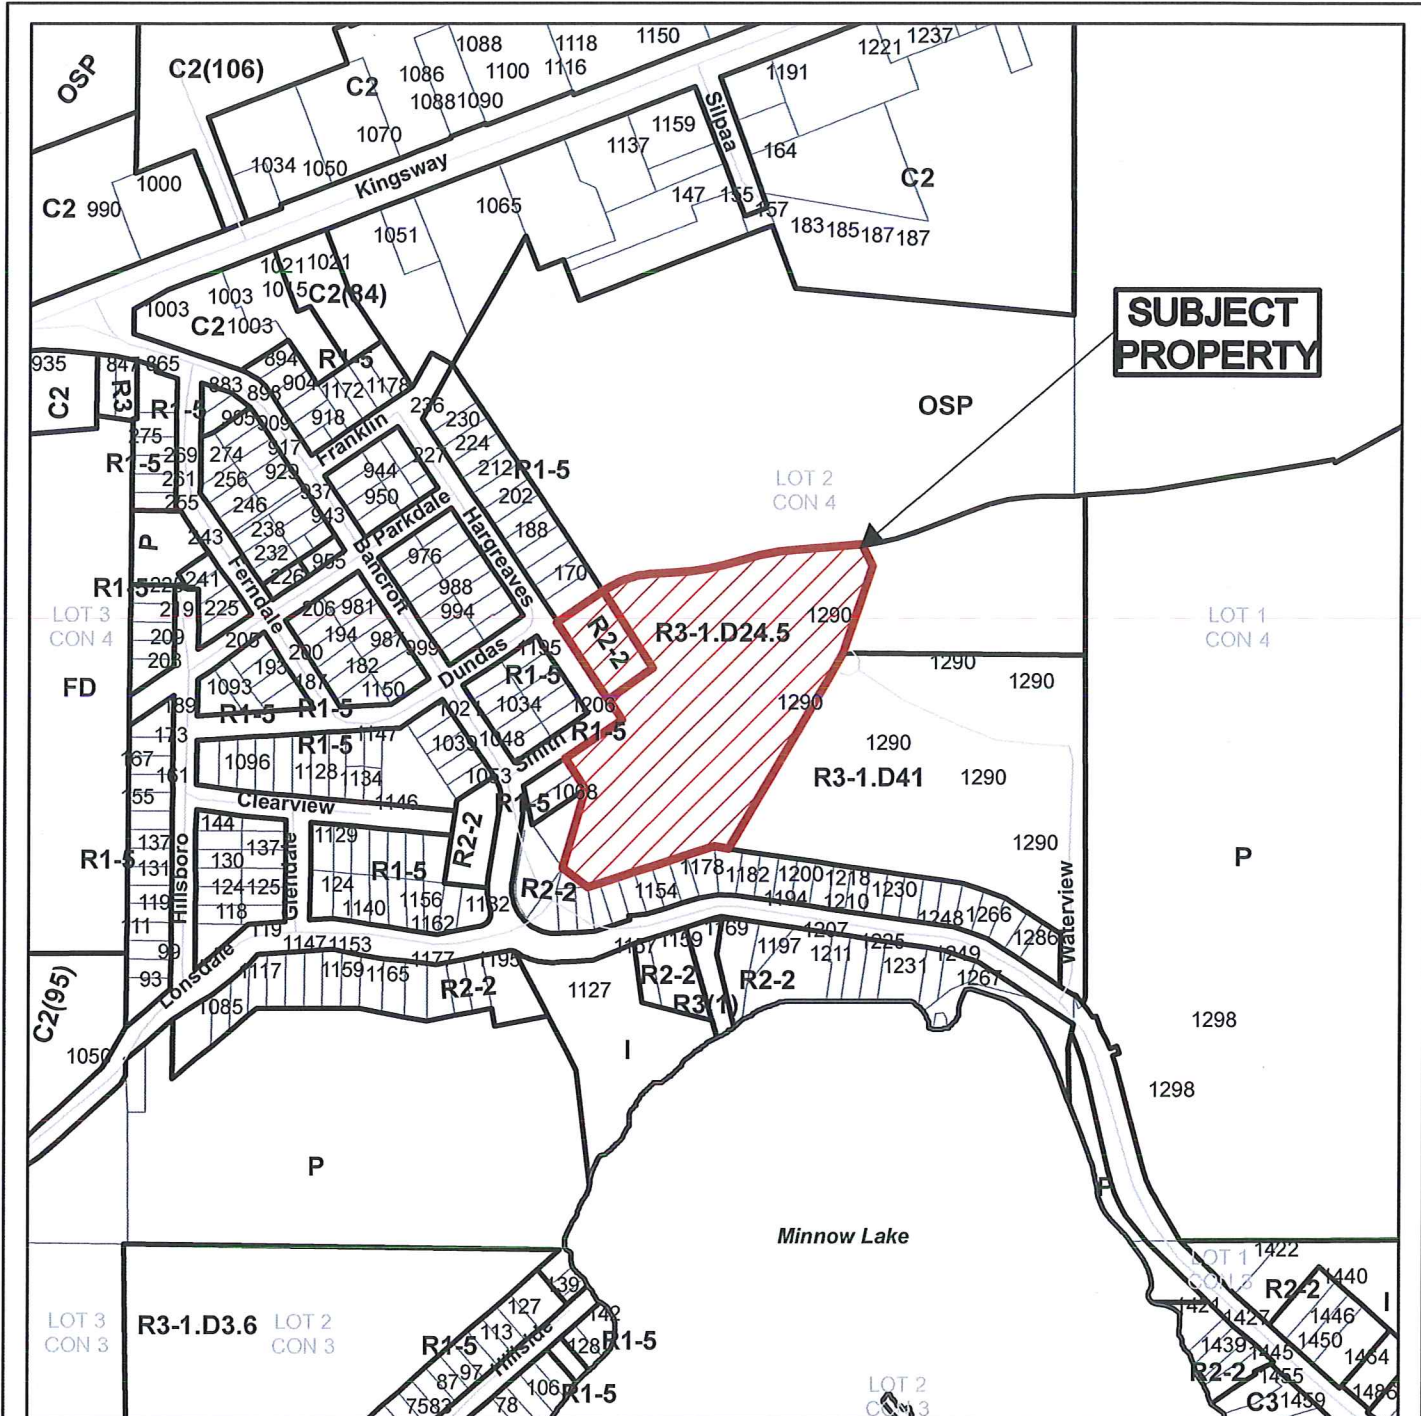 OSP
C2(106)
1088
1118
1150
1221
1237
1086
1100
1116
C2
1088
1090
1191
1070
1159
Silpaa
1137
164
1034
1050
Kingsway
1000
C2
990
C2
147
155
157
1065
183
185
187
187
1051
1021
1021
1015
C2(84)
1003
1003
C2
1003
SUBJECT
PROPERTY
935
847
865
C2
R3
894
R1-5
904
1172
1178
883
898
R1-5
905
909
918
236
230
OSP
Franklin
275
269
274
917
944
227
224
R1-5
261
256
929
212
R1-5
937
950
202
255
246
943
LOT 2
CON 4
P
243
238
Parkdale
188
232
955
Bancroft
976
Hargreaves
R1-5
241
Ferndale
226
988
170
LOT 3
CON 4
219
225
206
981
994
1290
LOT 1
CON 4
209
205
194
987
999
R2-2
R3-1.D24.5
203
193
200
182
Dundas
1195
1290
1290
FD
1093
187
1150
R1-5
189
R1-5
R1-5
1021
1034
1206
1290
173
R1-5
1147
1039
1048
R1-5
1290
167
1096
Smith
161
1128
1134
1053
R3-1.D41
1290
155
Clearview
1146
R1-5
1068
144
1129
R2-2
1290
137
137
R1-5
131
130
Hillsboro
Glendale
R1-5
P
124
125
124
1156
R2-2
1178
1182
1200
1218
1230
119
118
1140
1182
1154
1194
1210
11
119
1162
1248
1266
99
1147
1153
1177
1195
1159
1169
1207
1225
1249
1286
Waterview
93
Lonsdale
1117
1159
1165
R2-2
1197
1211
1231
1267
R2-2
R2-2
1127
R3(1)
C2(95)
1085
1050
I
1298
1298
P
P
Minnow Lake
LOT 1
CON 3
1422
139
R2-2
1440
LOT 3
CON 3
R3-1.D3.6
LOT 2
CON 3
127
142
1421
1427
1446
I
113
Hillside
128
R1-5
R1-5
1439
1445
1450
1464
87
97
R2-2
1455
106
R1-5
LOT 2
1486
75
83
78
C3
1459